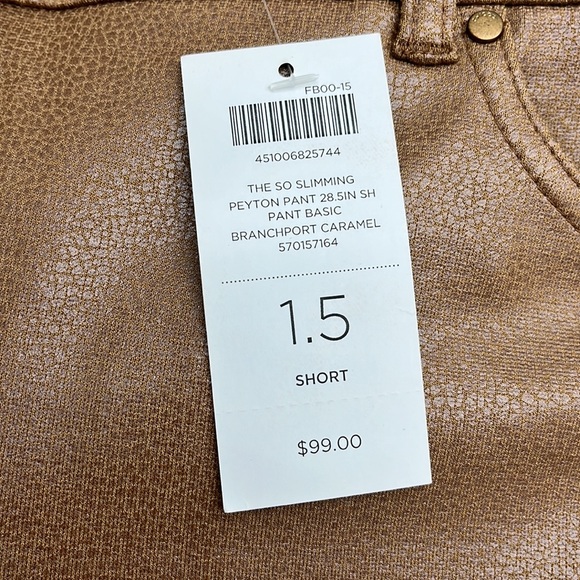 FB00-15
451006825744
THE SO SLIMMING
PEYTON PANT 28.5IN SH
PANT BASIC
BRANCHPORT CARAMEL
570157164
1.5
SHORT
$99.00